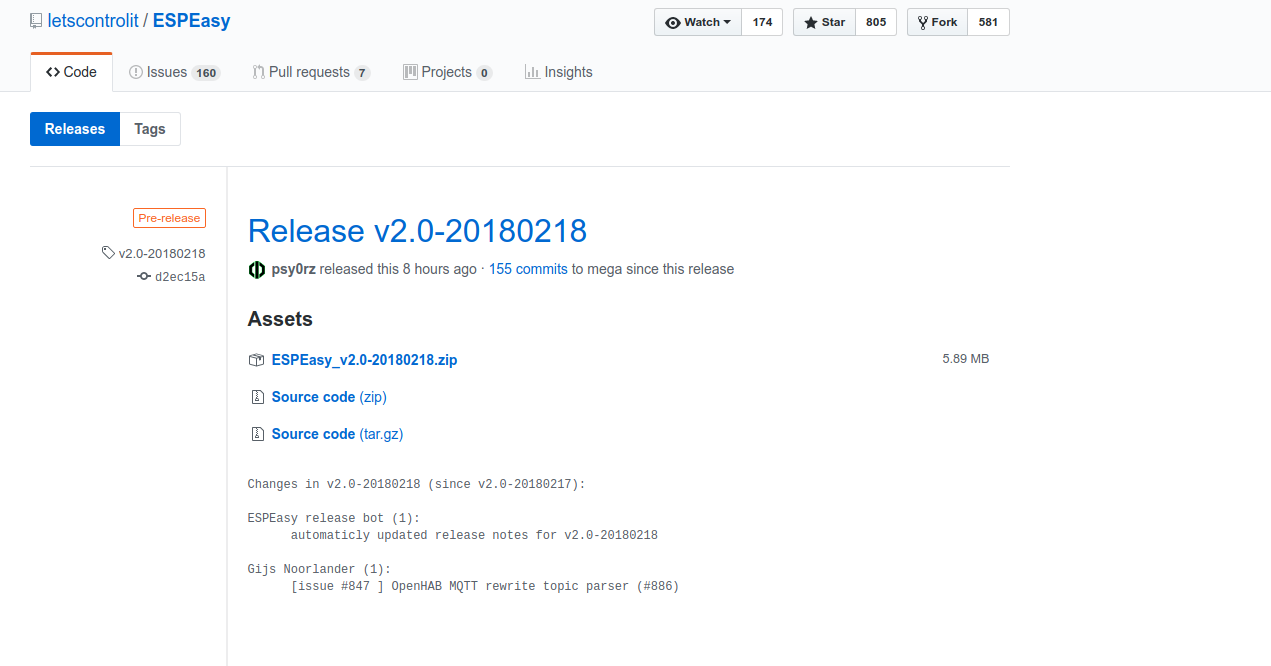 letscontrolit / ESPEasy
Watch 174 Star 805 Fork 581
Code Issues 160 Pull requests 7 Projects 0 Insights
Releases Tags
Pre-release
v2.0-20180218
d2ec15a
Release v2.0-20180218
psy0rz released this 8 hours ago · 155 commits to mega since this release
Assets
ESPEasy_v2.0-20180218.zip 5.89 MB
Source code (zip)
Source code (tar.gz)
Changes in v2.0-20180218 (since v2.0-20180217):
ESPEasy release bot (1):
automaticly updated release notes for v2.0-20180218
Gijs Noorlander (1):
[issue #847 ] OpenHAB MQTT rewrite topic parser (#886)